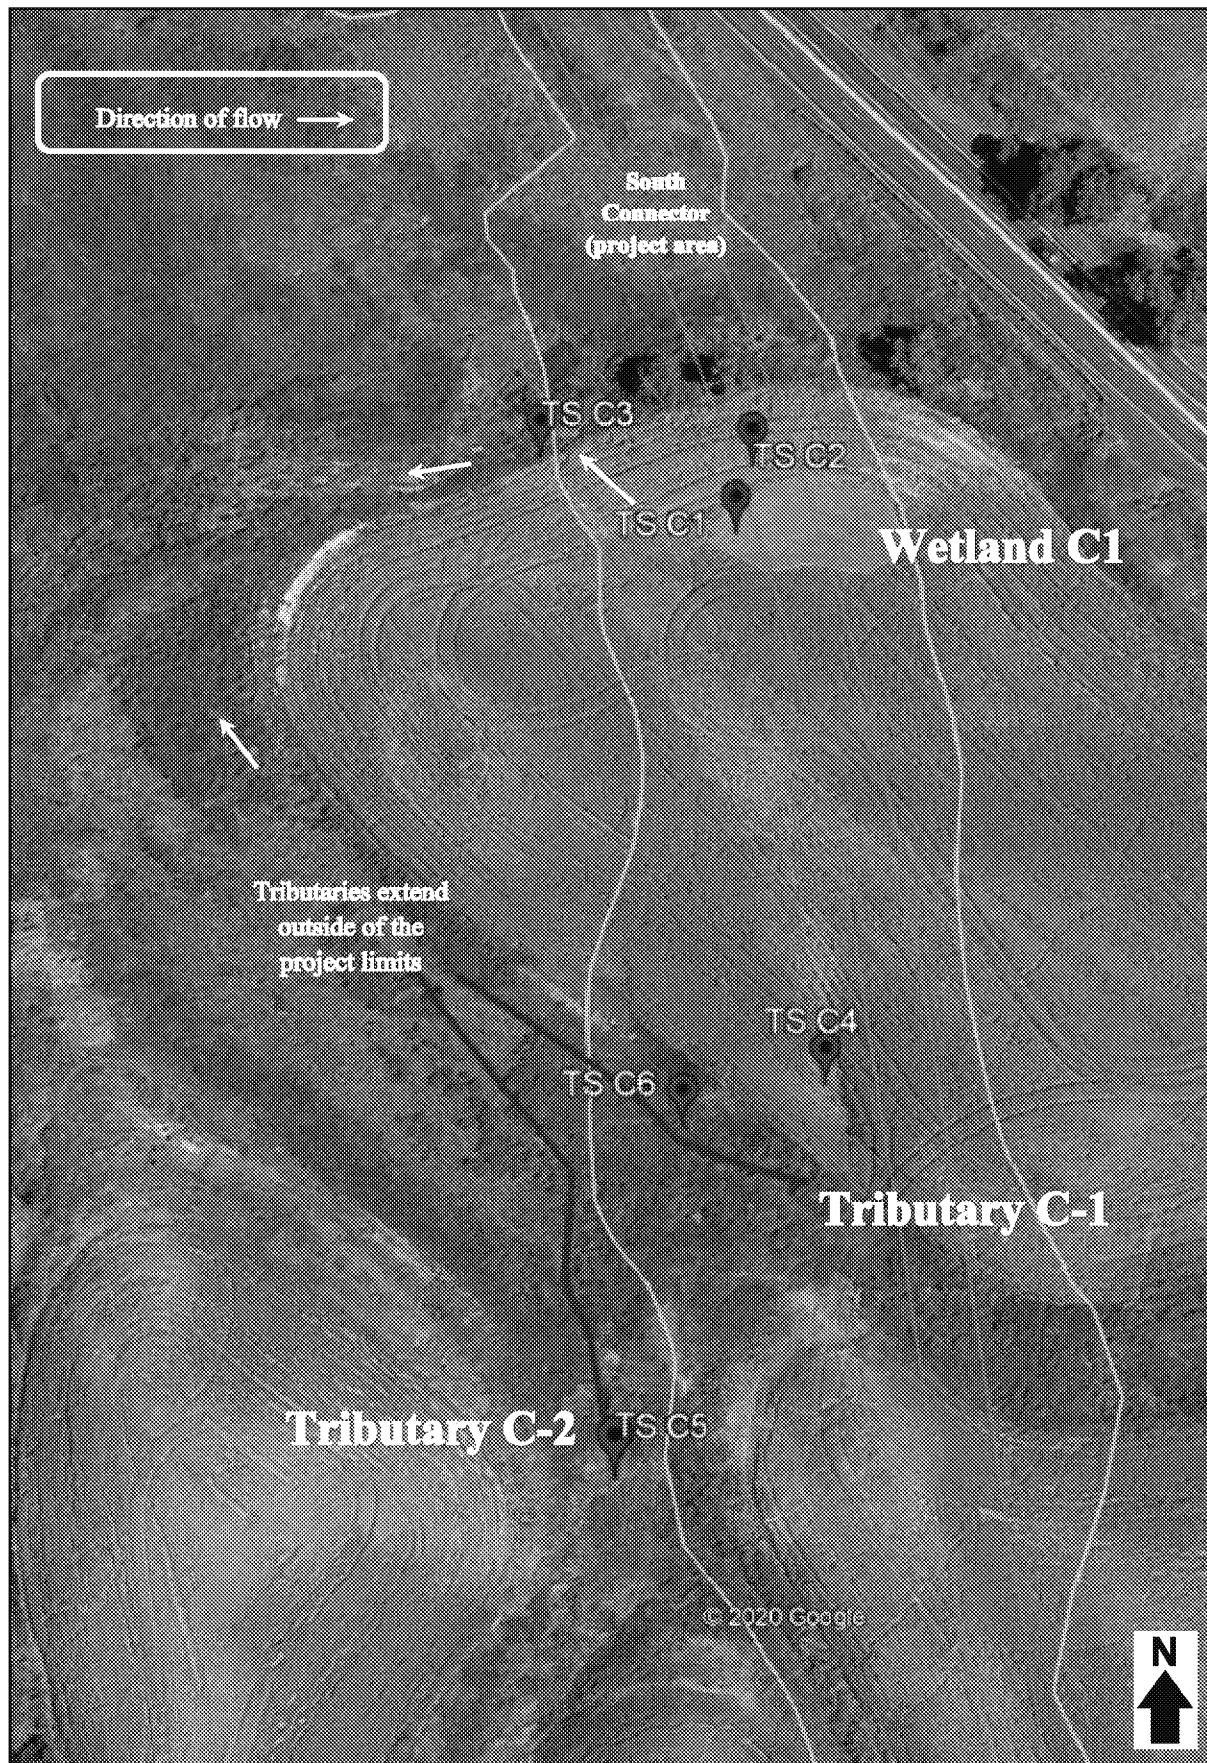 Direction of flow
South
Connector
(project area)
TS C3
TS C2
TS C1
Wetland C1
Tributaries extend
outside of the
project limits
TS C4
TS C6
Tributary C-1
Tributary C-2
TS C5
© 2020 Google
N